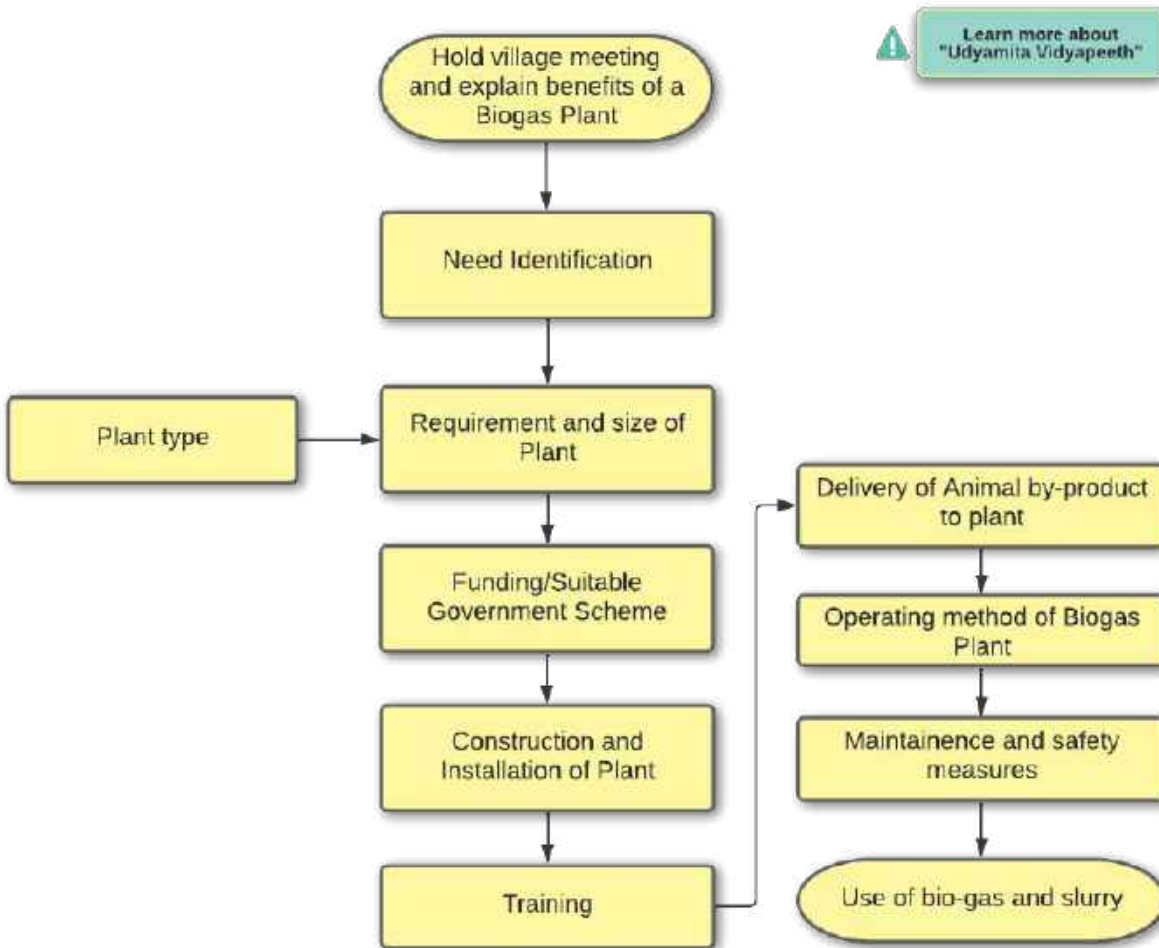 Learn more about
"Udyamita Vidyapeeth"
Hold village meeting
and explain benefits of a
Biogas Plant
Need Identification
Plant type
Requirement and size of
Plant
Funding/Suitable
Government Scheme
Construction and
Installation of Plant
Training
Delivery of Animal by-product
to plant
Operating method of Biogas
Plant
Maintainence and safety
measures
Use of bio-gas and slurry